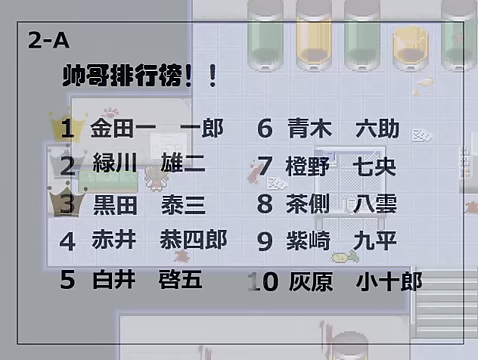 2-A
帅哥排行榜！！
1 金田一 一郎
2 緑川 雄二
3 黒田 泰三
4 赤井 恭四郎
5 白井 啓五
6 青木 六助
7 橙野 七央
8 茶側 八雲
9 紫崎 九平
10 灰原 小十郎